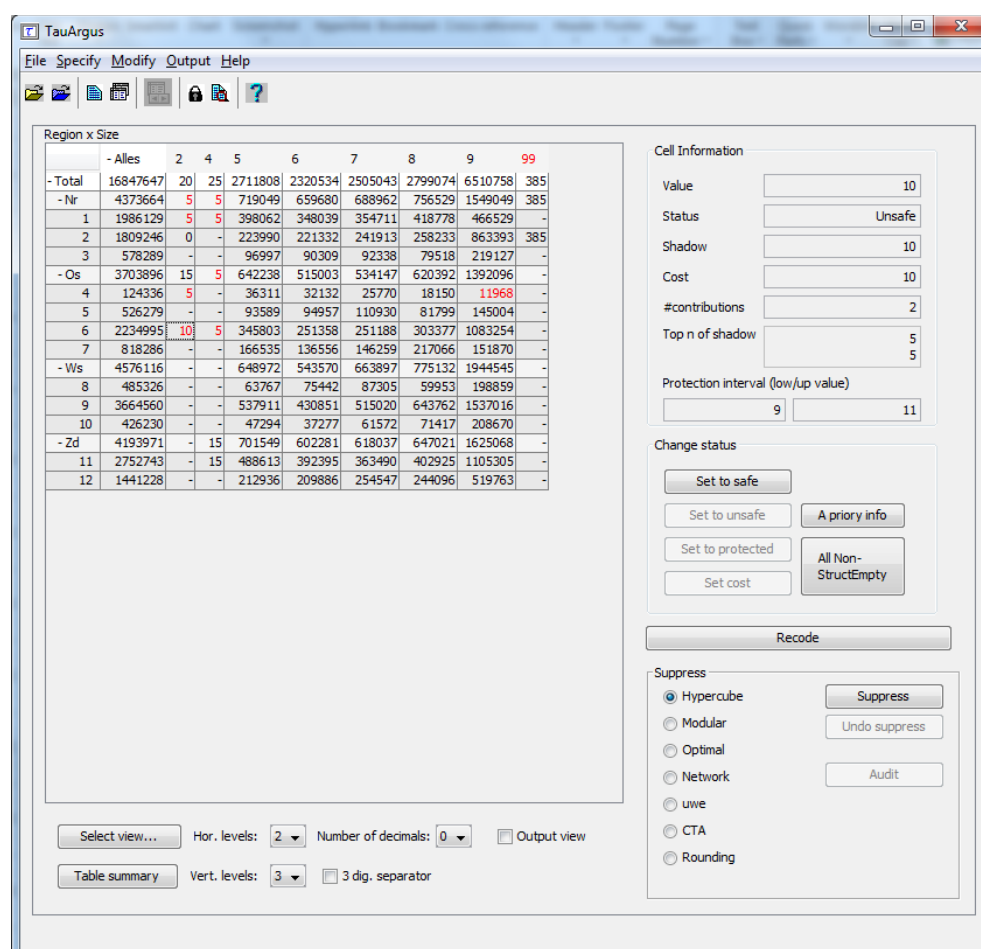 TauArgus
File Specify Modify Output Help
Region x Size
- Alles 2 4 5 6 7 8 9 99
- Total 16847647 20 25 2711808 2320534 2505043 2799074 6510758 385
- Nr 4373664 5 5 719049 659680 688962 756529 1549049 385
1 1986129 5 5 398062 348039 354711 418778 466529 -
2 1809246 0 - 223990 221332 241913 258233 863393 385
3 578289 - - 96997 90309 92338 79518 219127 -
- Os 3703896 15 5 642238 515003 534147 620392 1392096 -
4 124336 5 - 36311 32132 25770 18150 11968 -
5 526279 - - 93589 94957 110930 81799 145004 -
6 2234995 10 5 345803 251358 251188 303377 1083254 -
7 818286 - - 166535 136556 146259 217066 151870 -
- Ws 4576116 - - 648972 543570 663897 775132 1944545 -
8 485326 - - 63767 75442 87305 59953 198859 -
9 3664560 - - 537911 430851 515020 643762 1537016 -
10 426230 - - 47294 37277 61572 71417 208670 -
- Zd 4193971 - 15 701549 602281 618037 647021 1625068 -
11 2752743 - 15 488613 392395 363490 402925 1105305 -
12 1441228 - - 212936 209886 254547 244096 519763 -
Cell Information
Value 10
Status Unsafe
Shadow 10
Cost 10
#contributions 2
Top n of shadow 5
5
Protection interval (low/up value)
9 11
Change status
Set to safe
Set to unsafe A priory info
Set to protected All Non-
StructEmpty
Set cost
Recode
Suppress
Hypercube Suppress
Modular Undo suppress
Optimal
Network Audit
uwe
CTA
Rounding
Select view... Hor. levels: 2 Number of decimals: 0 Output view
Table summary Vert. levels: 3 3 dig. separator